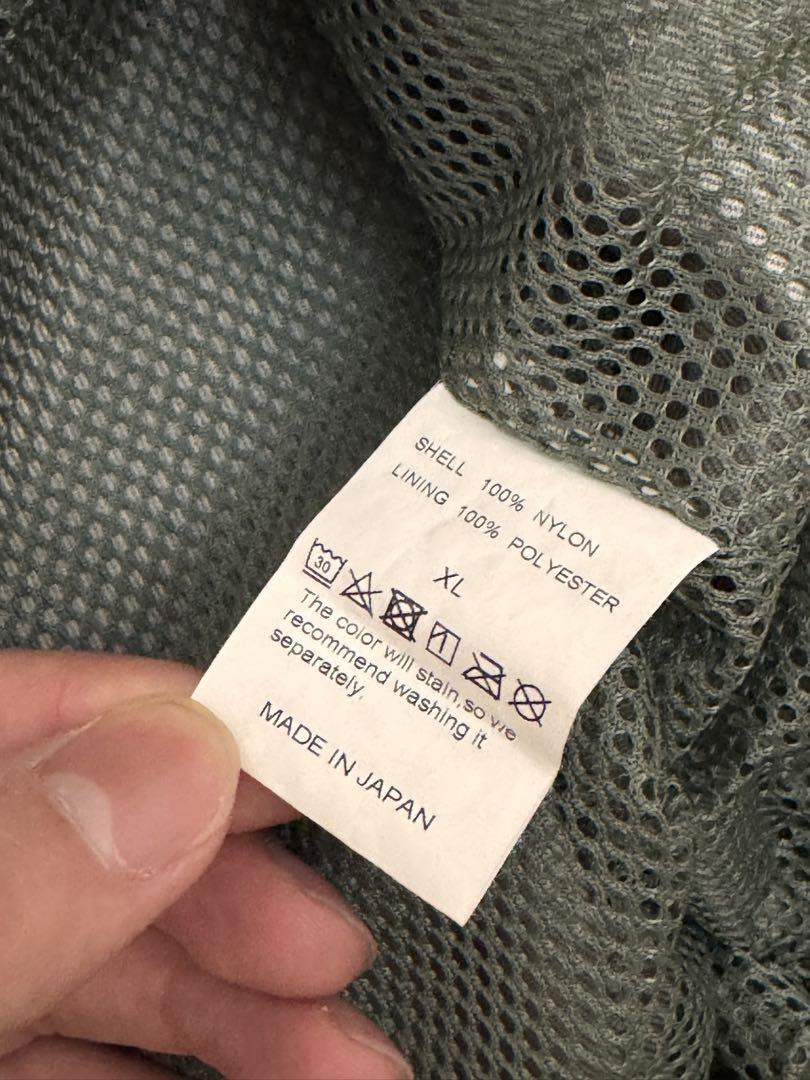 SHELL 100% NYLON
LINING 100% POLYESTER
XL
30
The color will stain,so we
recommend washing it
separately.
MADE IN JAPAN